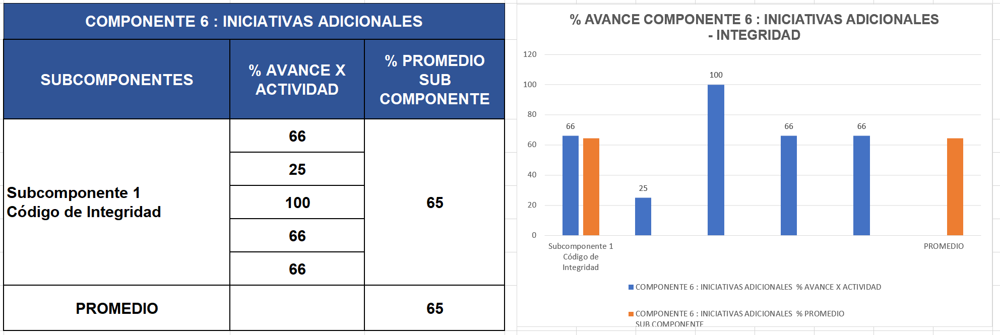 COMPONENTE 6 : INICIATIVAS ADICIONALES
SUBCOMPONENTES
% AVANCE X
ACTIVIDAD
% PROMEDIO
SUB
COMPONENTE
Subcomponente 1
Código de Integridad
66
25
100
66
66
65
PROMEDIO
65
% AVANCE COMPONENTE 6 : INICIATIVAS ADICIONALES
- INTEGRIDAD
120
100
80
60
40
20
0
66
25
100
66
66
Subcomponente 1
Código de
Integridad
PROMEDIO
COMPONENTE 6 : INICIATIVAS ADICIONALES % AVANCE X ACTIVIDAD
COMPONENTE 6 : INICIATIVAS ADICIONALES % PROMEDIO
SUB COMPONENTE